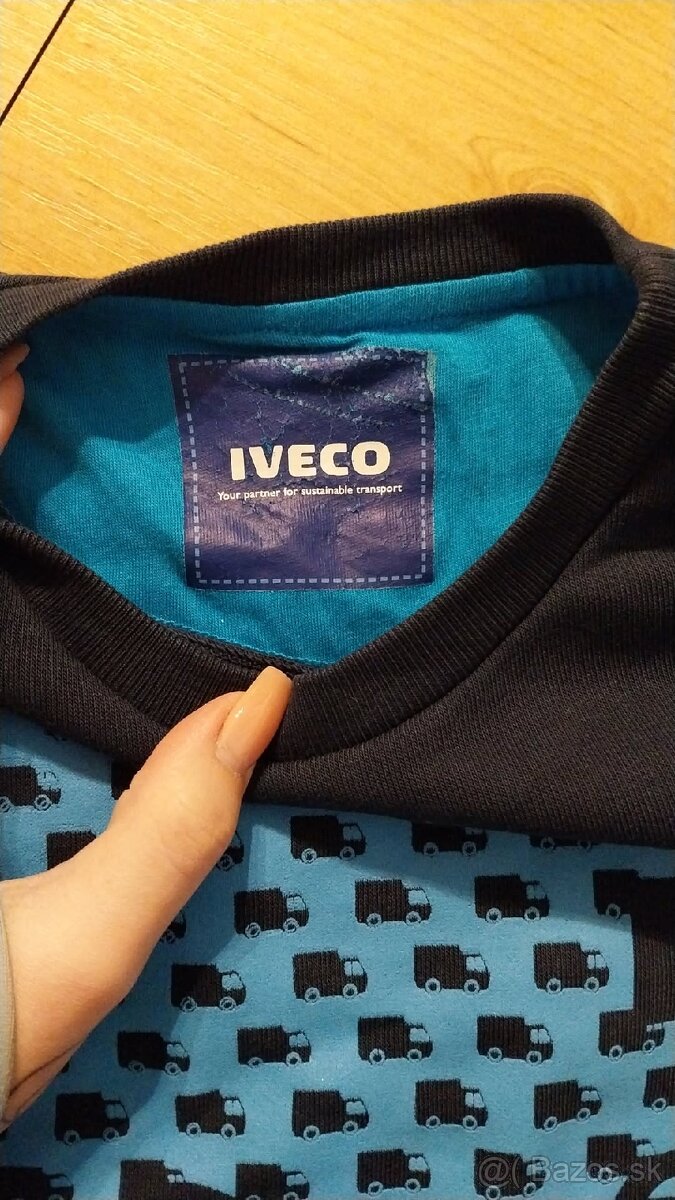 IVECO
Your partner for sustainable transport
@( Bazos.sk